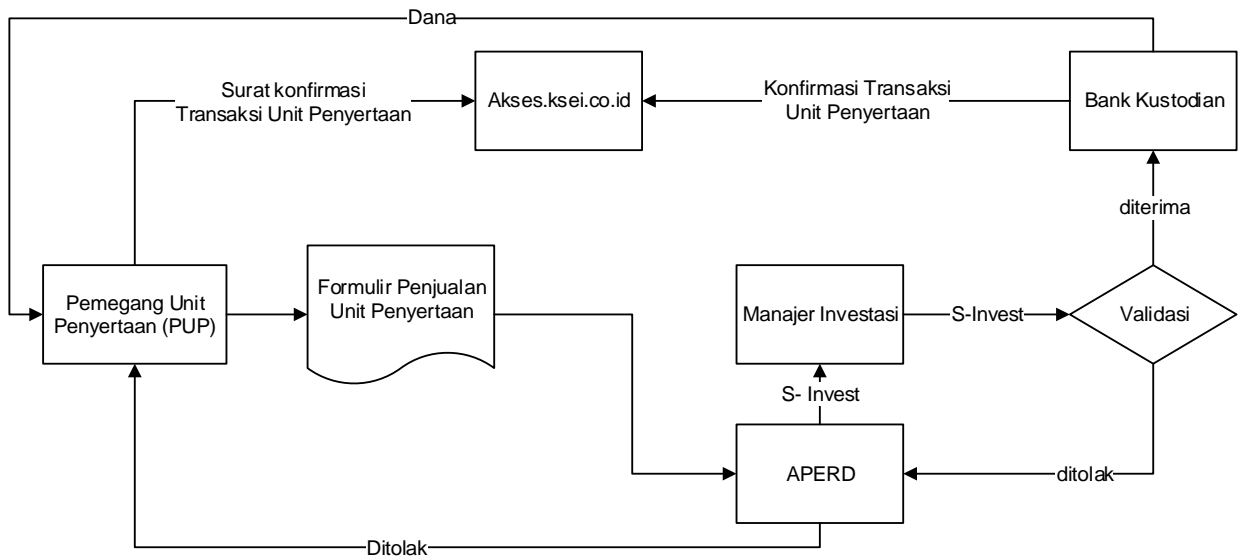 Dana
Surat konfirmasi
Transaksi Unit Penyertaan
Akses.ksei.co.id
Konfirmasi Transaksi
Unit Penyertaan
Bank Kustodian
diterima
Pemegang Unit
Penyertaan (PUP)
Formulir Penjualan
Unit Penyertaan
Manajer Investasi
S-Invest
Validasi
S- Invest
APERD
ditolak
Ditolak